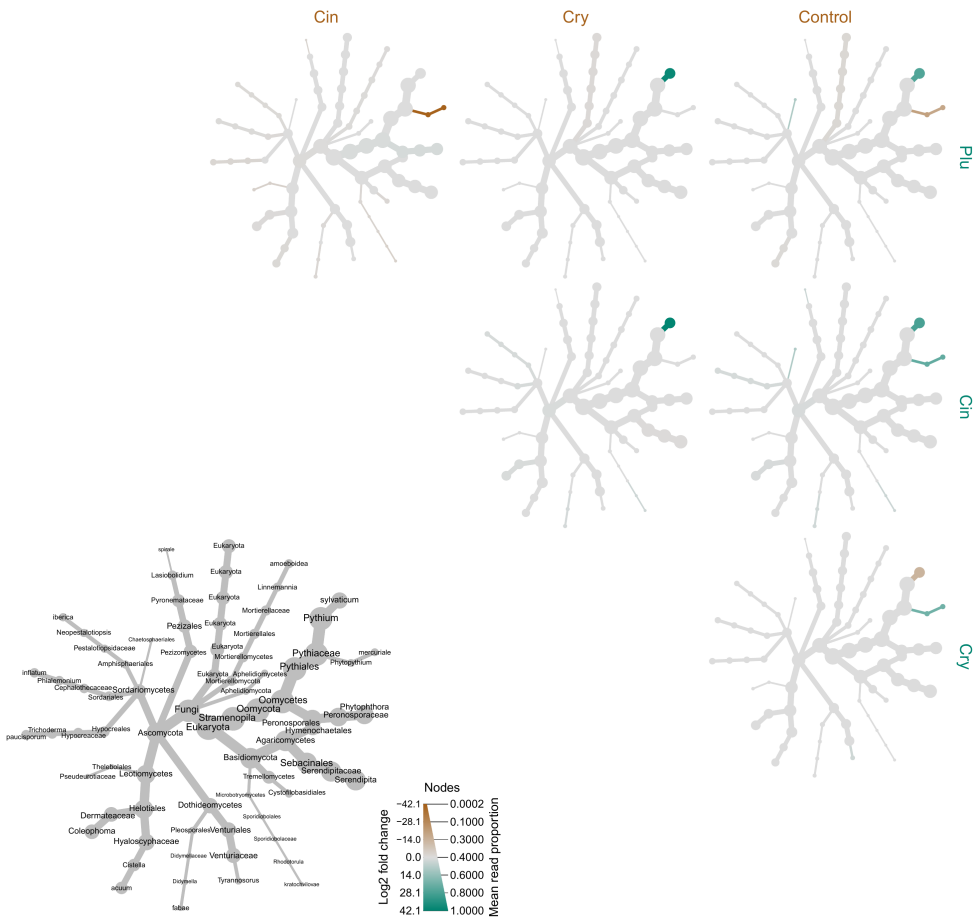 Cin
Cry
Control
Plu
Cin
Cry
spirale
Eukaryota
amoeboidea
Lasiobolidium
Eukaryota
Linnemannia
Pyronemataceae
Eukaryota
Mortierellaceae
sylvaticum
iberica
Pezizales
Eukaryota
Pythium
Neopestalotiopsis
Mortierellales
Chaetosphaeriales
Pestalotiopsidaceae
Eukaryota
Pezizomycetes
Mortierellomycetes
Pythiaceae
mercuriale
Amphisphaeriales
Phytopythium
inflatum
Eukaryota
Aphelidiomycetes
Pythiales
Phialemonium
Mortierellomycota
Cephalothecaceae
Sordariomycetes
Aphelidiomycota
Sordariales
Oomycetes
Fungi
Oomycota
Phytophthora
Stramenopila
Peronosporaceae
Trichoderma
Hypocreales
Eukaryota
Peronosporales
paucisporum
Hypocreaceae
Ascomycota
Hymenochaetales
Agaricomycetes
Thelebolales
Basidiomycota
Sebacinales
Pseudeurotiaceae
Leotiomycetes
Tremellomycetes
Serendipitaceae
Serendipita
Microbotryomycetes
Cystofilobasidiales
Dothideomycetes
Helotiales
Dermateaceae
Sporidiobolales
Coleophoma
Pleosporales
Venturiales
Hyaloscyphaceae
Sporidiobolaceae
Didymellaceae
Venturiaceae
Cistella
Rhodotorula
Didymella
Tyrannosorus
acuum
kratochvilovae
fabae
Nodes
Log2 fold change
Mean read proportion
−42.1 0.0002
−28.1 0.1000
−14.0 0.3000
0.0 0.4000
14.0 0.6000
28.1 0.8000
42.1 1.0000